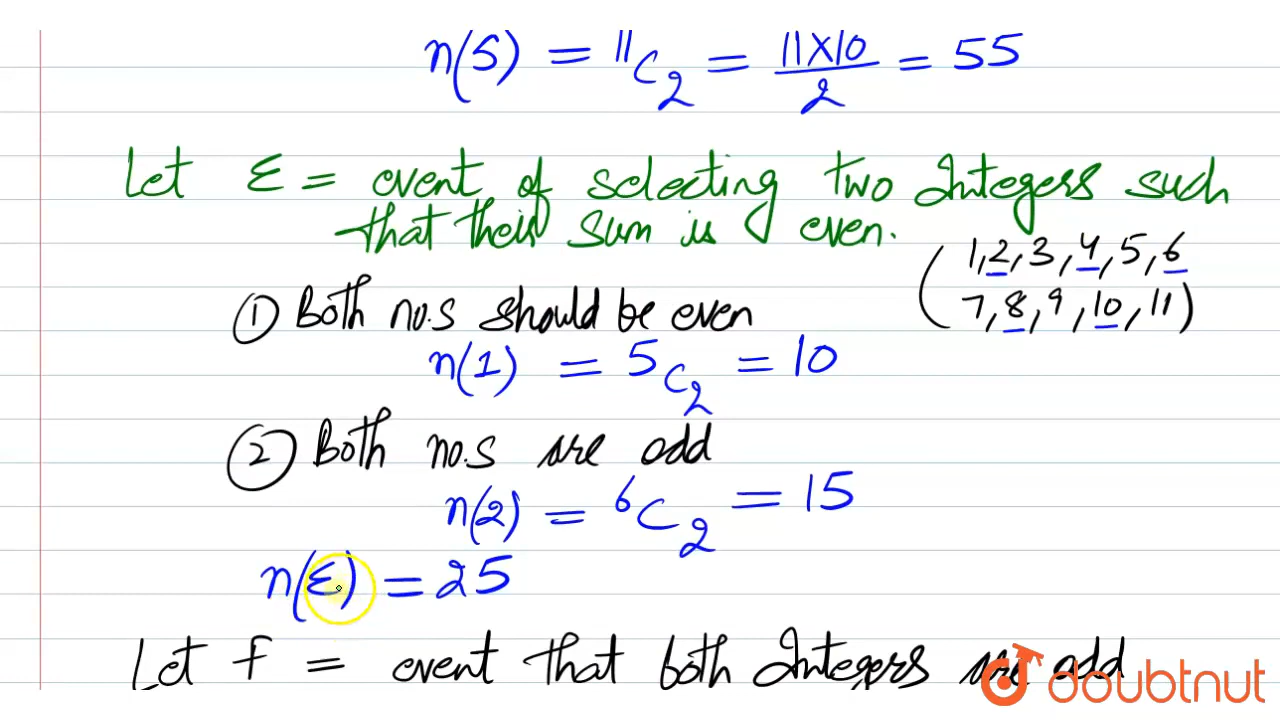 n(S) = ¹¹C₂ = 11×10/2 = 55
Let E = event of selecting two Integers such
that their sum is even.
(1,2,3,4,5,6
7,8,9,10,11)
① Both no.s should be even
n(1) = 5C₂ = 10
② Both no.s are odd
n(2) = ⁶C₂ = 15
n(E) = 25
Let f = event that both Integers are odd
doubtnut